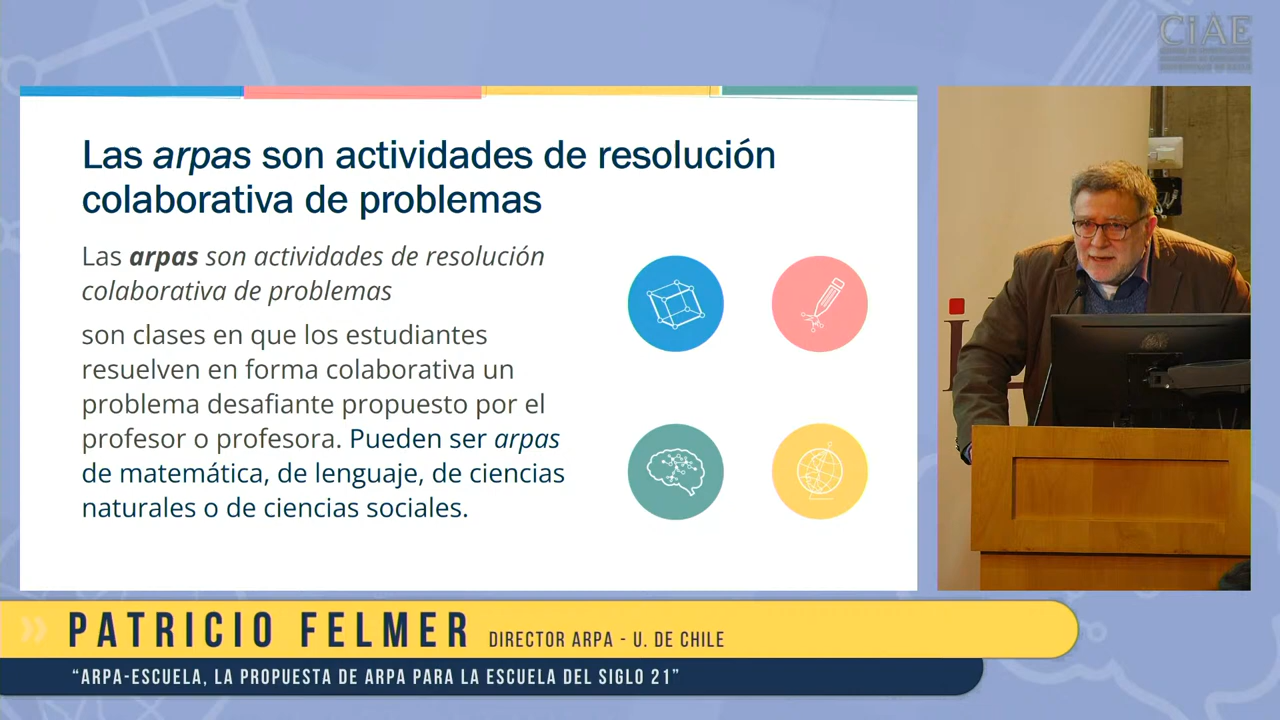 CiAE
Las arpas son actividades de resolución
colaborativa de problemas
Las arpas son actividades de resolución
colaborativa de problemas
son clases en que los estudiantes
resuelven en forma colaborativa un
problema desafiante propuesto por el
profesor o profesora. Pueden ser arpas
de matemática, de lenguaje, de ciencias
naturales o de ciencias sociales.
PATRICIO FELMER DIRECTOR ARPA - U. DE CHILE
“ARPA-ESCUELA, LA PROPUESTA DE ARPA PARA LA ESCUELA DEL SIGLO 21”